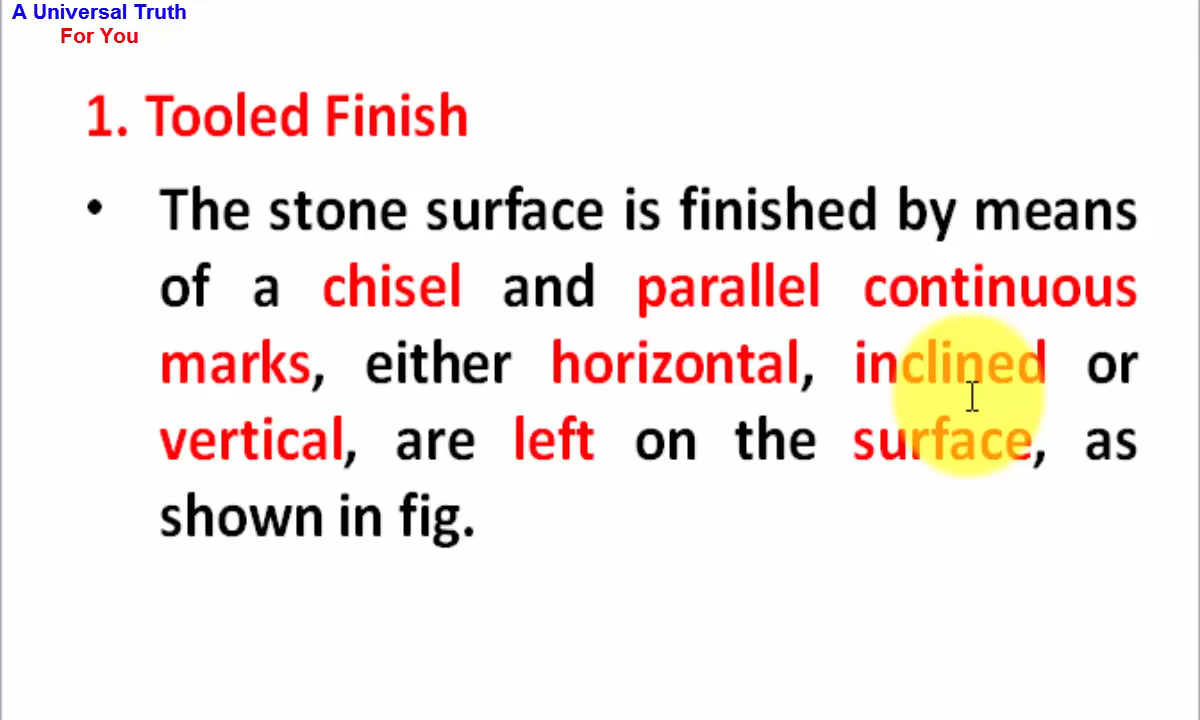 A Universal Truth
For You
1. Tooled Finish
• The stone surface is finished by means
of a chisel and parallel continuous
marks, either horizontal, inclined or
vertical, are left on the surface, as
shown in fig.